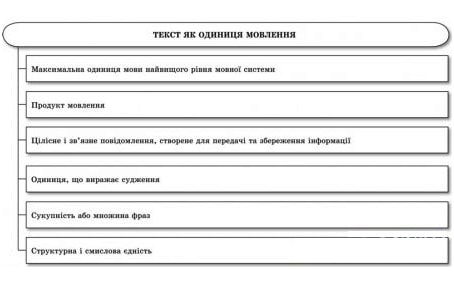 ТЕКСТ ЯК ОДИНИЦЯ МОВЛЕННЯ
Максимальна одиниця мови найвищого рівня мовної системи
Продукт мовлення
Цілісне і зв’язне повідомлення, створене для передачі та збереження інформації
Одиниця, що виражає судження
Сукупність або множина фраз
Структурна і смислова єдність